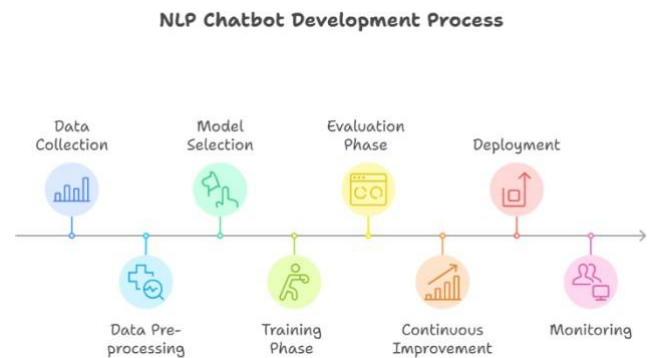 NLP Chatbot Development Process
Data
Collection
Model
Selection
Evaluation
Phase
Deployment
Data Pre-
processing
Training
Phase
Continuous
Improvement
Monitoring